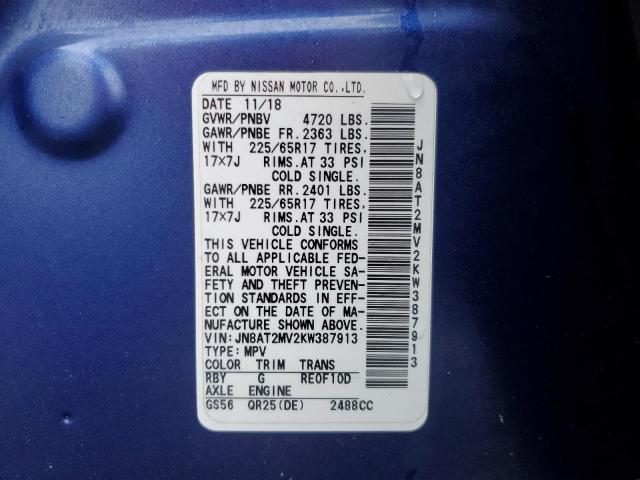 MFD BY NISSAN MOTOR CO.,LTD.
DATE 11/18
GVWR/PNBV 4720 LBS.
GAWR/PNBE FR. 2363 LBS.
WITH 225/65R17 TIRES.
17×7J RIMS.AT 33 PSI
COLD SINGLE.
GAWR/PNBE RR. 2401 LBS.
WITH 225/65R17 TIRES.
17×7J RIMS.AT 33 PSI
COLD SINGLE.
THIS VEHICLE CONFORMS
TO ALL APPLICABLE FED-
ERAL MOTOR VEHICLE SA-
FETY AND THEFT PREVEN-
TION STANDARDS IN EFF-
ECT ON THE DATE OF MA-
NUFACTURE SHOWN ABOVE.
VIN:JN8AT2MV2KW387913
TYPE:MPV
COLOR TRIM TRANS
RBY G RE0F10D
AXLE ENGINE
GS56 QR25(DE) 2488CC
JN8AT2MV2KW387913